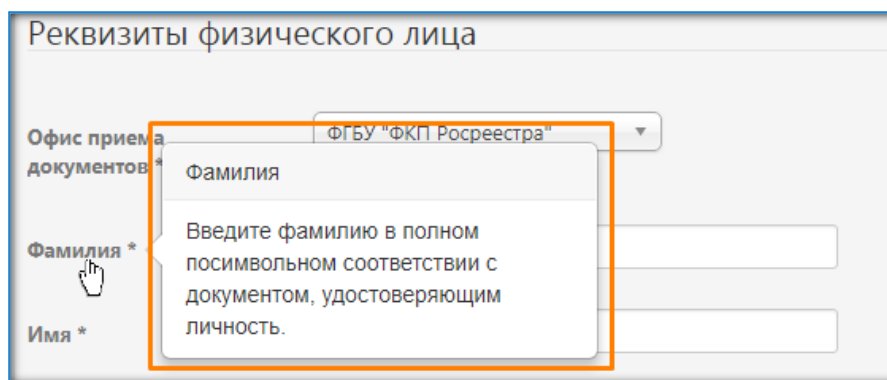 Реквизиты физического лица
Офис приема
документов *
ФГБУ "ФКП Росреестра"
Фамилия *
Фамилия
Введите фамилию в полном
посимвольном соответствии с
документом, удостоверяющим
личность.
Имя *